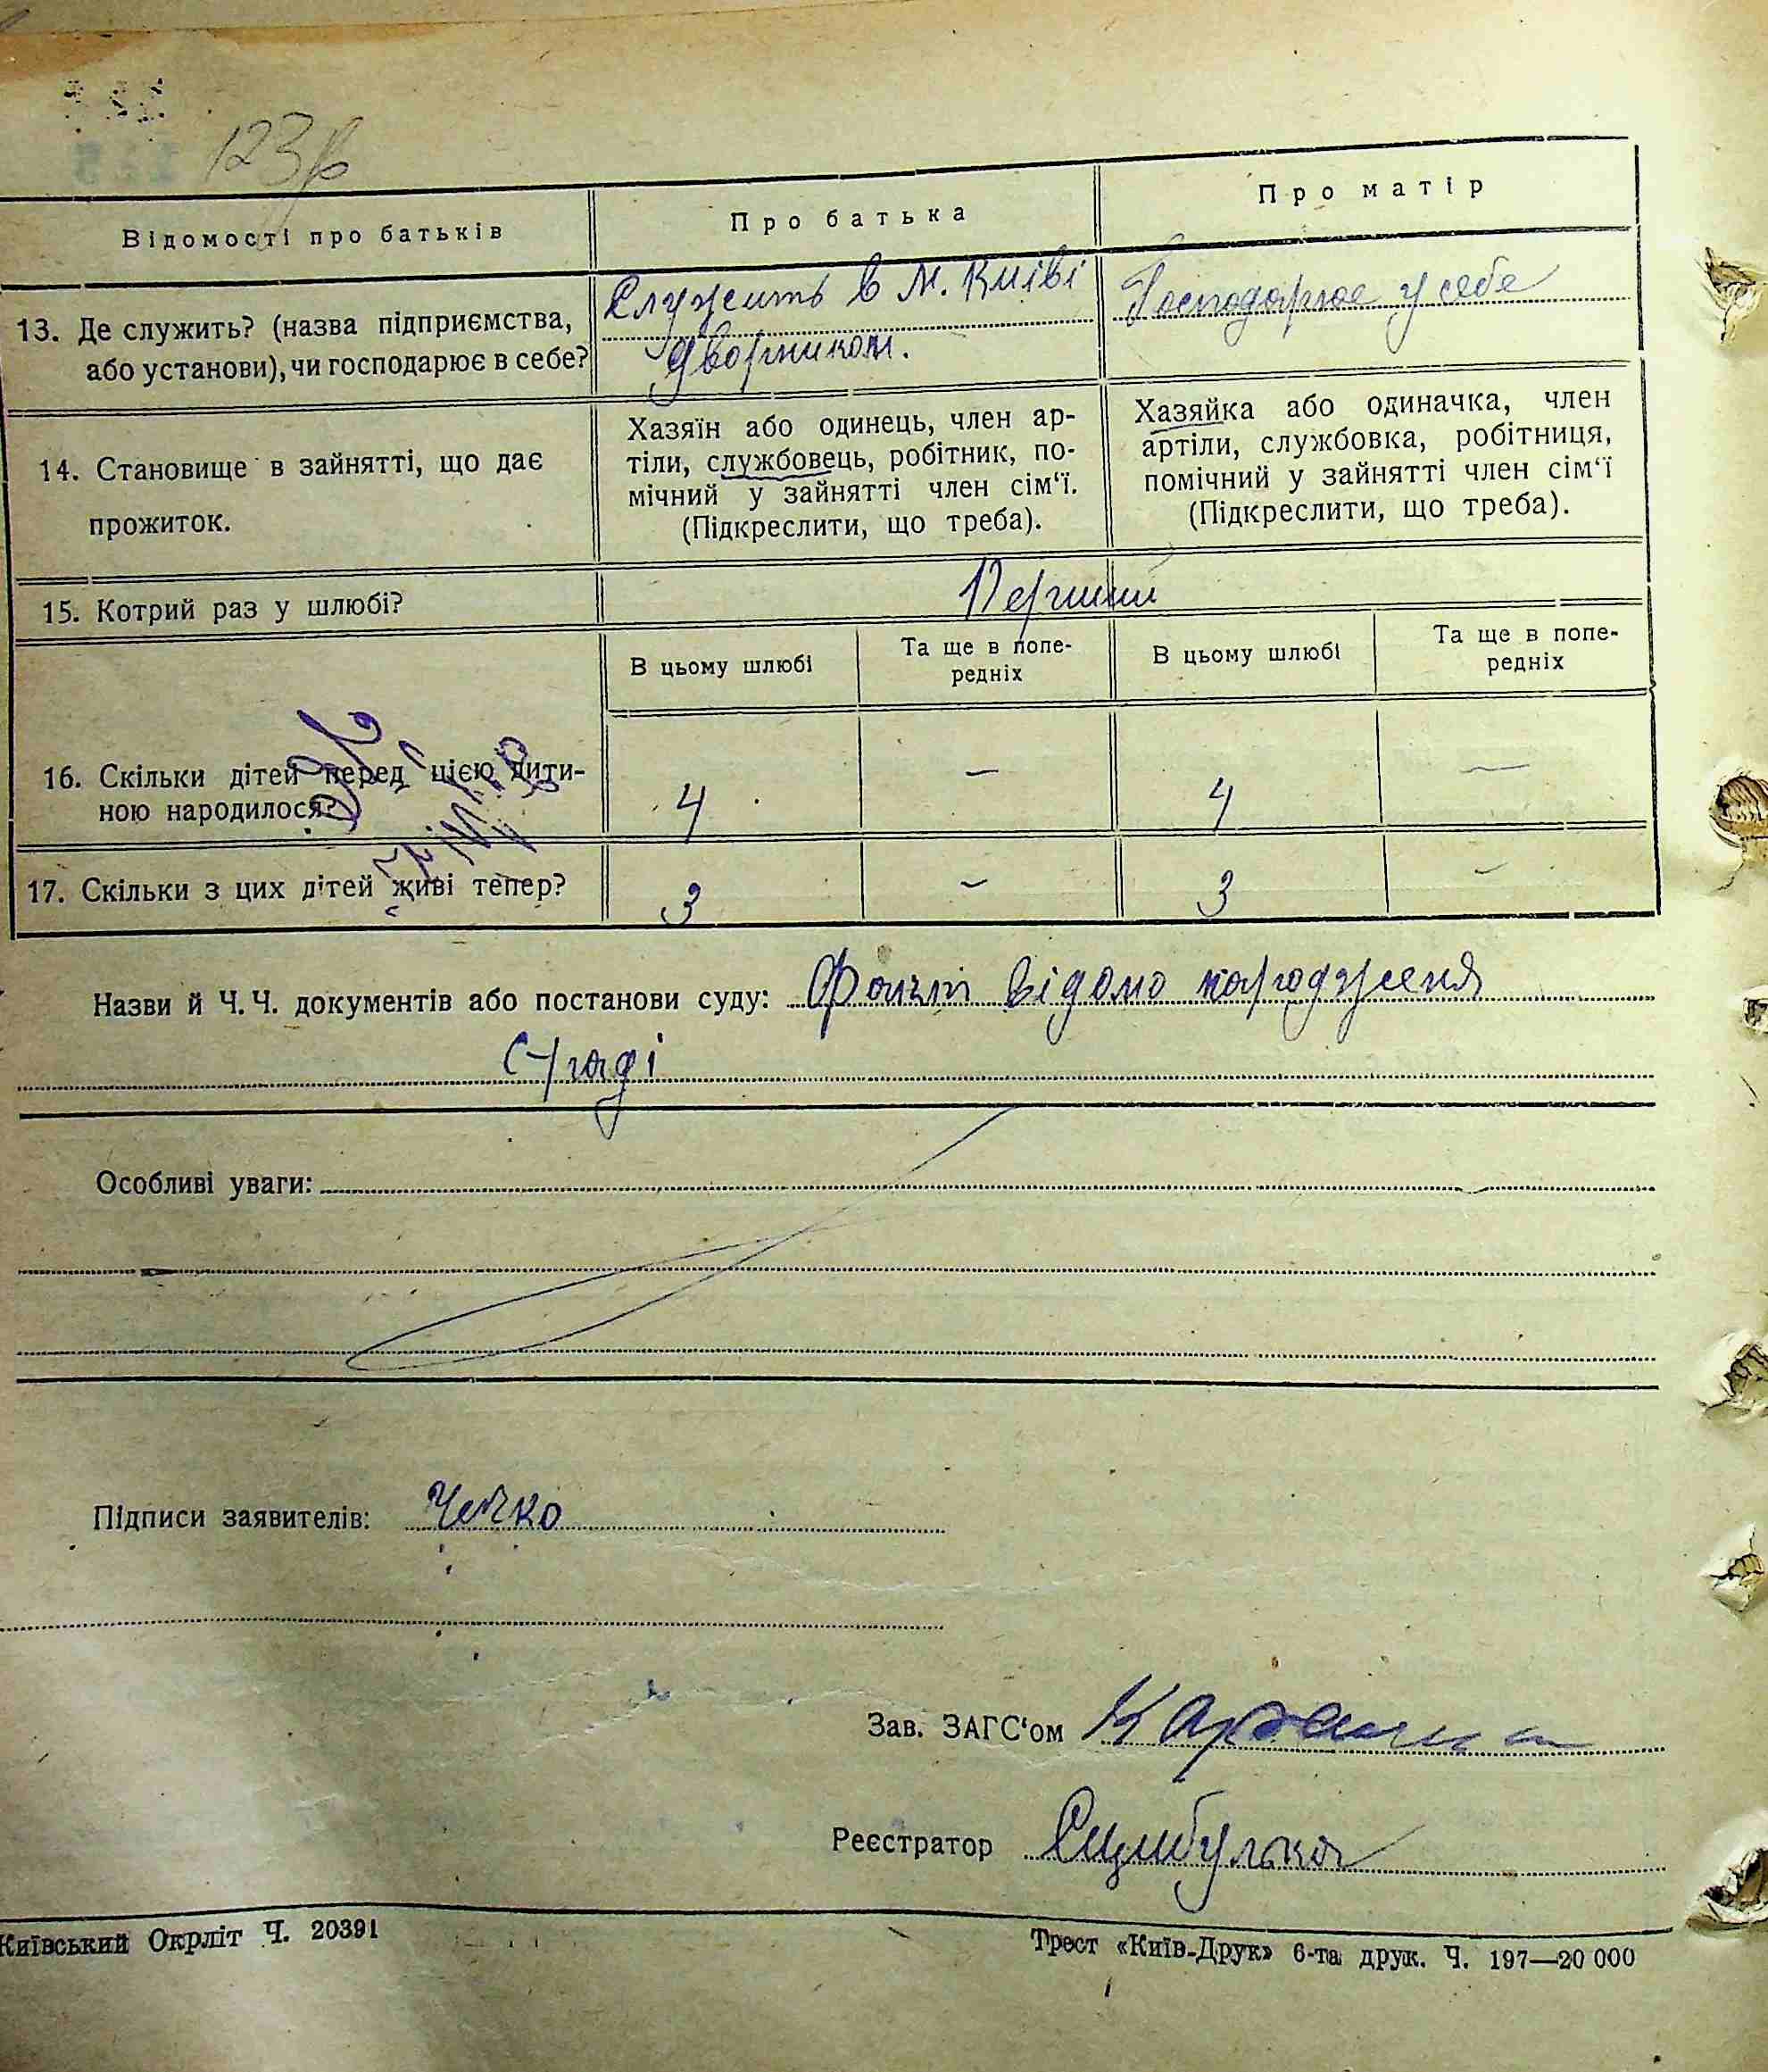 123
Відомості про батьків
Про батька
Про матір
13. Де служить? (назва підприємства,
або установи), чи господарює в себе?
Служить в м. Київі
дворником.
Господарює у себе
14. Становище в зайнятті, що дає
прожиток.
Хазяїн або одинець, член ар-
тіли, службовець, робітник, по-
мічний у зайнятті член сім‘ї.
(Підкреслити, що треба).
Хазяйка або одиначка, член
артіли, службовка, робітниця,
помічний у зайнятті член сім‘ї
(Підкреслити, що треба).
15. Котрий раз у шлюбі?
Перший
В цьому шлюбі
Та ще в попе-
редніх
В цьому шлюбі
Та ще в попе-
редніх
16. Скільки дітей перед цією дити-
ною народилося?
4 — 4 —
17. Скільки з цих дітей живі тепер?
3 — 3 —
Назви й Ч. Ч. документів або постанови суду: відомо народження
С/раді
Особливі уваги:
Підписи заявителів:
Зав. ЗАГС‘ом
Реєстратор
Київський Окрліт Ч. 20391
Трест «Київ-Друк» 6-та друк. Ч. 197—20 000